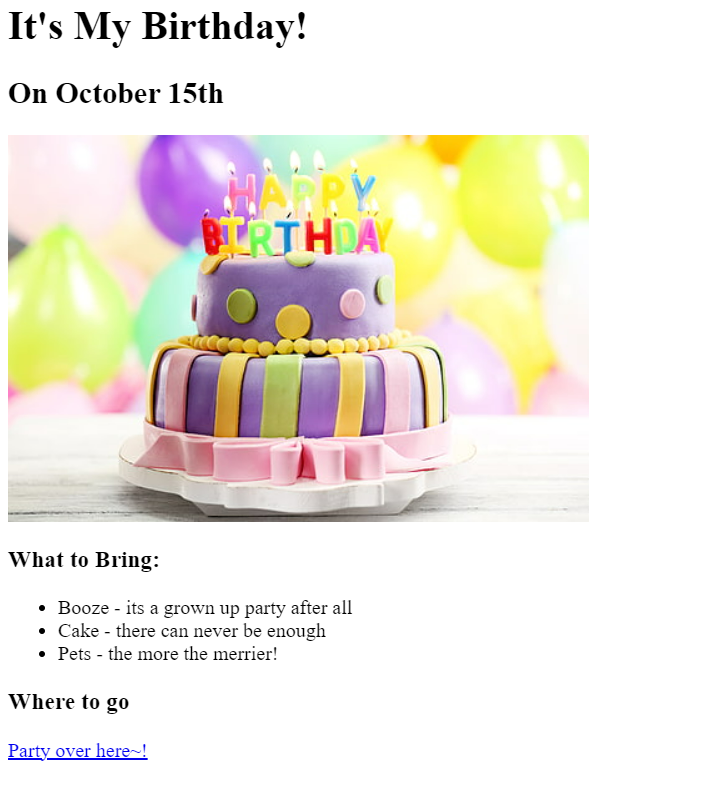 It's My Birthday!
On October 15th
HAPPY
BIRTHDAY
What to Bring:
Booze - its a grown up party after all
Cake - there can never be enough
Pets - the more the merrier!
Where to go
Party over here~!